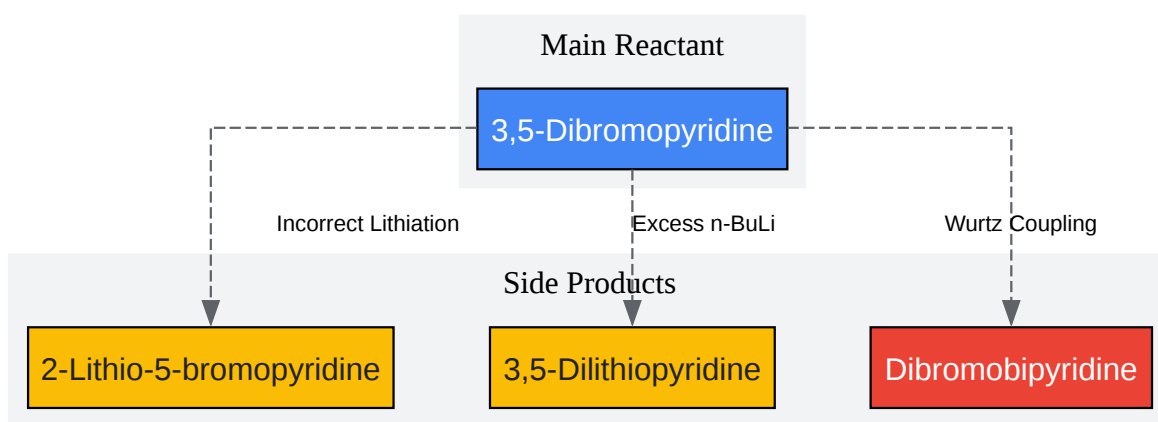 Main Reactant
3,5-Dibromopyridine
Incorrect Lithiation
Excess n-BuLi
Wurtz Coupling
Side Products
2-Lithio-5-bromopyridine
3,5-Dilithiopyridine
Dibromobipyridine